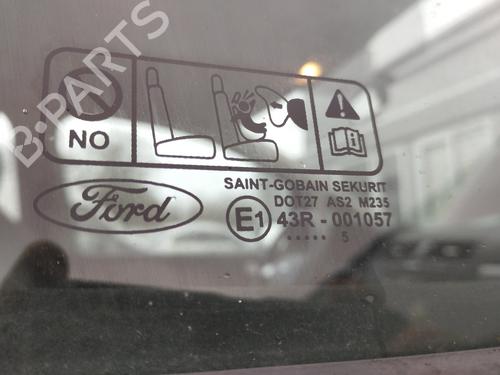 B-PARTS
NO
Ford
SAINT-GOBAIN SEKURIT
DOT27 AS2 M235
E1 43R - 001057
..... 5